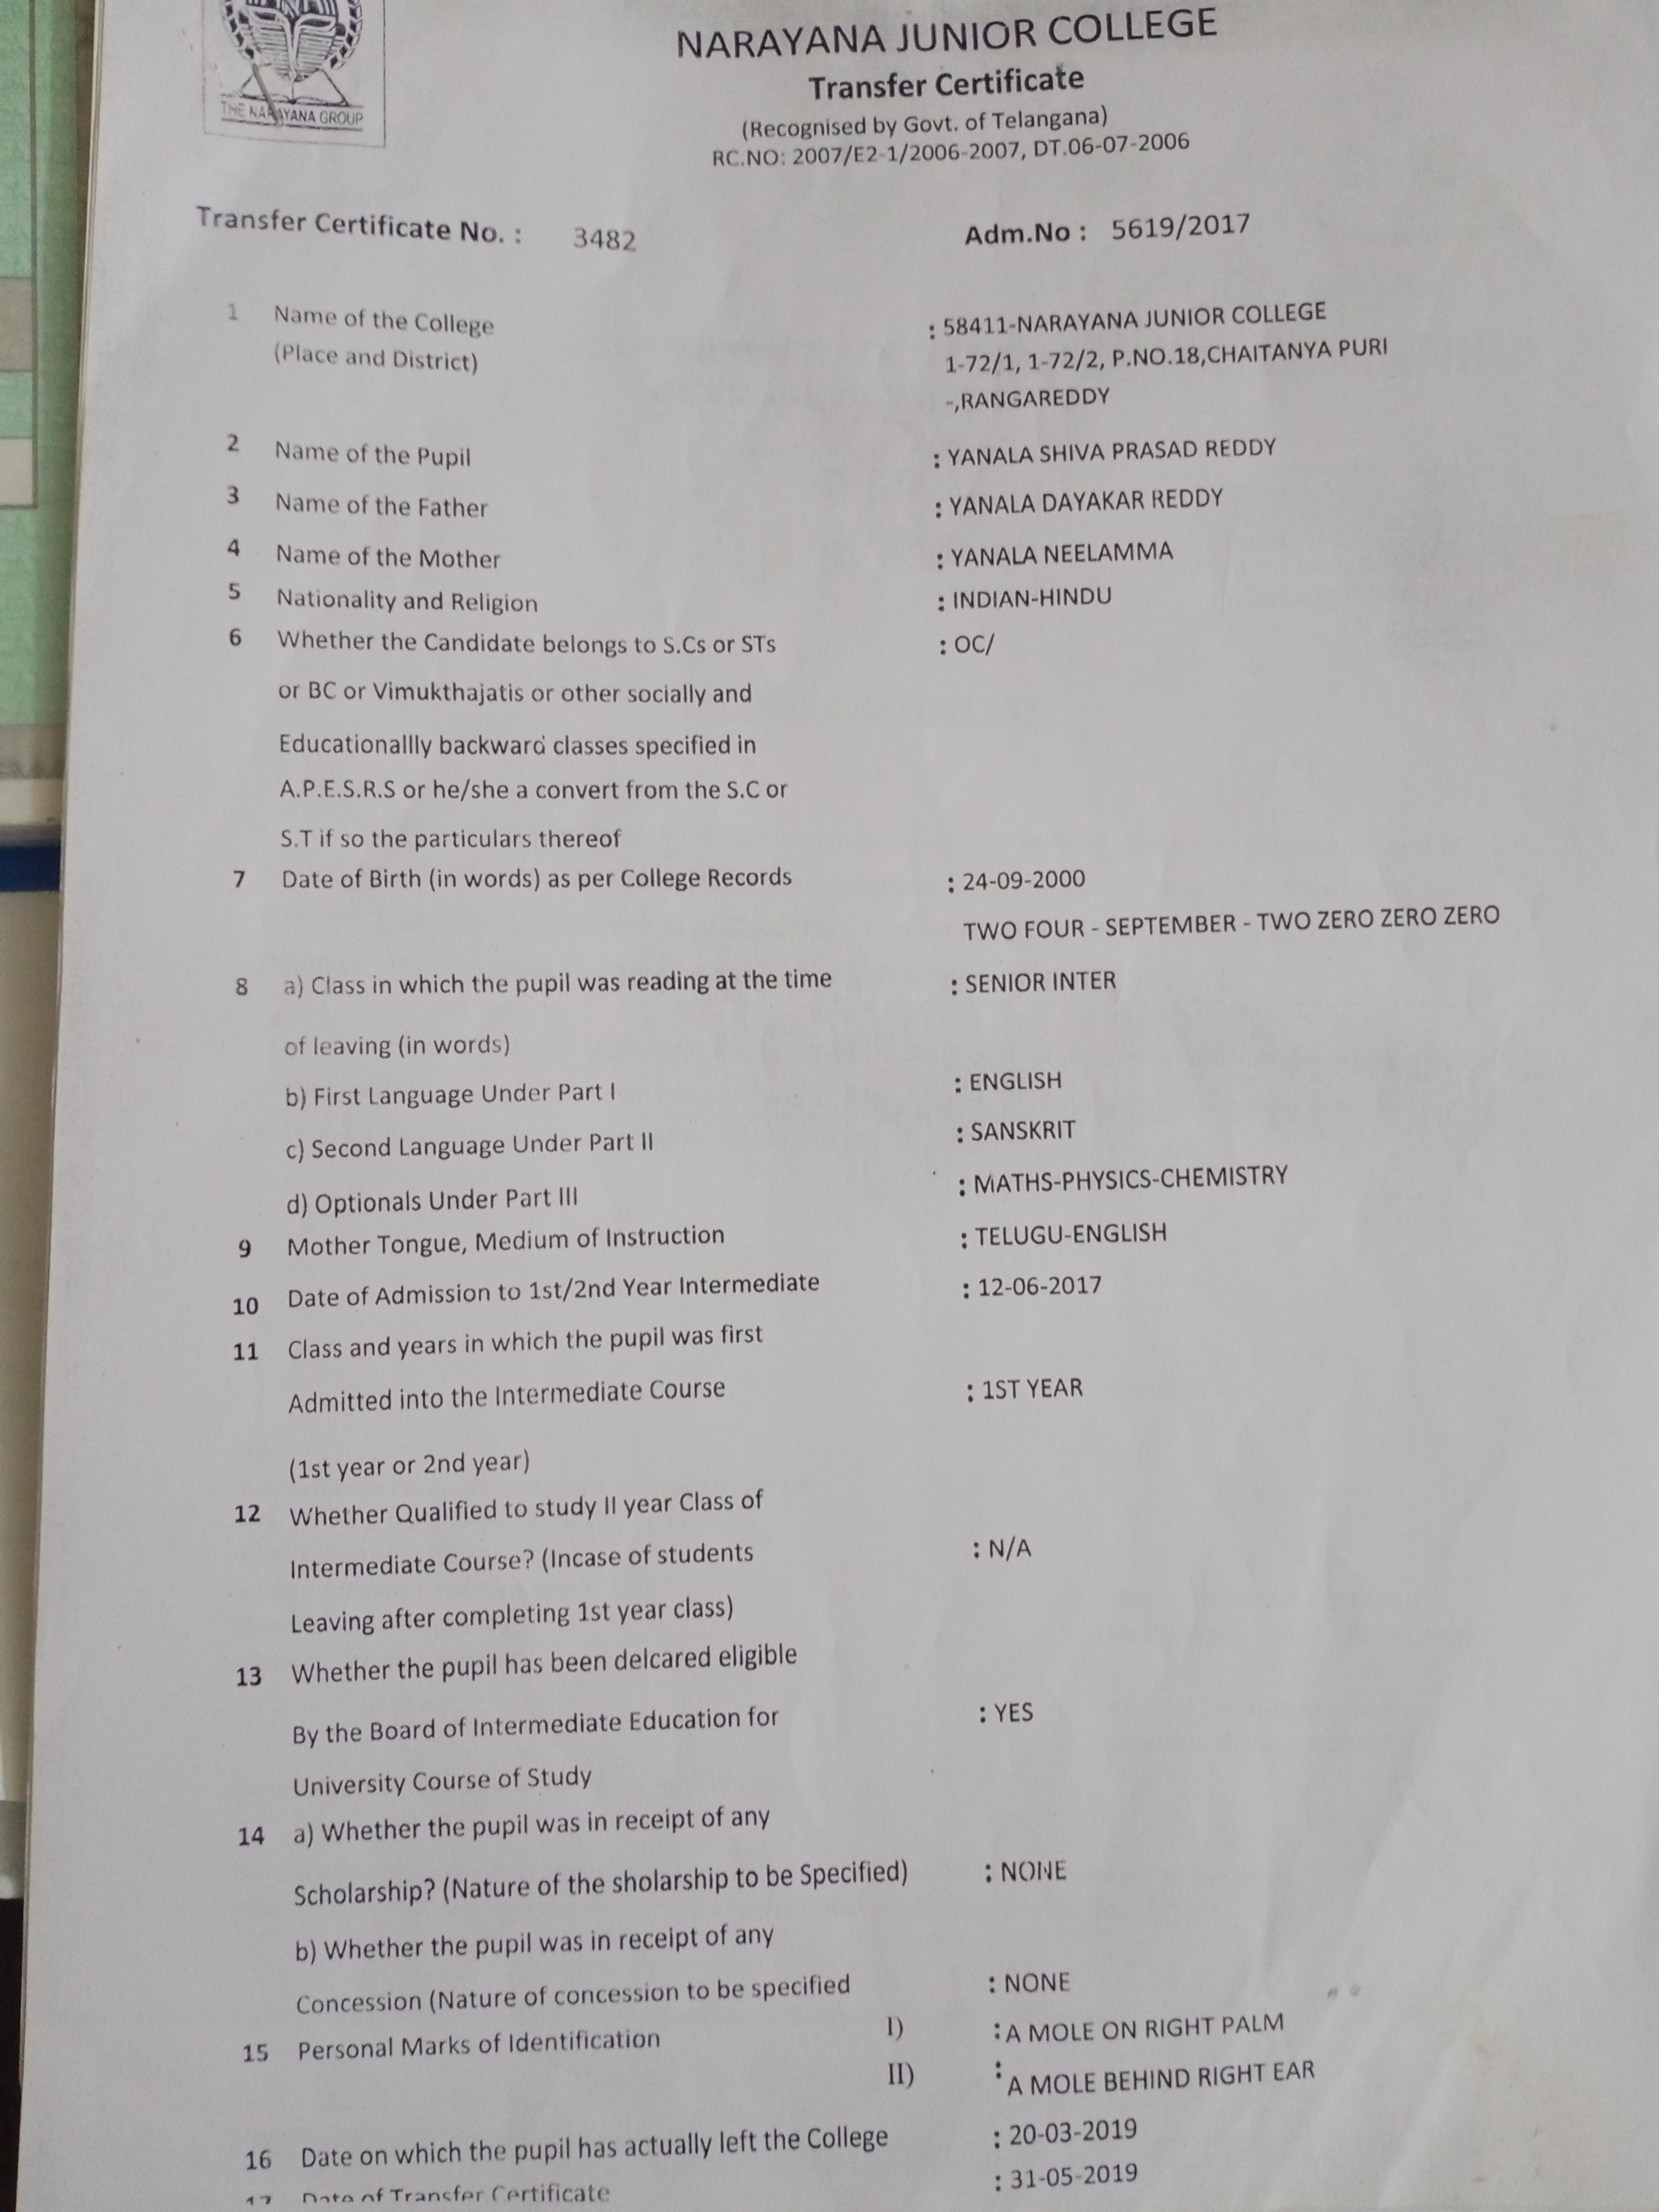 THE NARAYANA GROUP
NARAYANA JUNIOR COLLEGE
Transfer Certificate
(Recognised by Govt. of Telangana)
RC.NO: 2007/E2-1/2006-2007, DT.06-07-2006
Transfer Certificate No. : 3482 Adm.No : 5619/2017
1 Name of the College : 58411-NARAYANA JUNIOR COLLEGE
(Place and District) 1-72/1, 1-72/2, P.NO.18,CHAITANYA PURI
-,RANGAREDDY
2 Name of the Pupil : YANALA SHIVA PRASAD REDDY
3 Name of the Father : YANALA DAYAKAR REDDY
4 Name of the Mother : YANALA NEELAMMA
5 Nationality and Religion : INDIAN-HINDU
6 Whether the Candidate belongs to S.Cs or STs : OC/
or BC or Vimukthajatis or other socially and
Educationallly backward classes specified in
A.P.E.S.R.S or he/she a convert from the S.C or
S.T if so the particulars thereof
7 Date of Birth (in words) as per College Records : 24-09-2000
TWO FOUR - SEPTEMBER - TWO ZERO ZERO ZERO
8 a) Class in which the pupil was reading at the time : SENIOR INTER
of leaving (in words)
b) First Language Under Part I : ENGLISH
c) Second Language Under Part II : SANSKRIT
d) Optionals Under Part III : MATHS-PHYSICS-CHEMISTRY
9 Mother Tongue, Medium of Instruction : TELUGU-ENGLISH
10 Date of Admission to 1st/2nd Year Intermediate : 12-06-2017
11 Class and years in which the pupil was first
Admitted into the Intermediate Course : 1ST YEAR
(1st year or 2nd year)
12 Whether Qualified to study II year Class of
Intermediate Course? (Incase of students : N/A
Leaving after completing 1st year class)
13 Whether the pupil has been delcared eligible
By the Board of Intermediate Education for : YES
University Course of Study
14 a) Whether the pupil was in receipt of any
Scholarship? (Nature of the sholarship to be Specified) : NONE
b) Whether the pupil was in receipt of any
Concession (Nature of concession to be specified : NONE
15 Personal Marks of Identification I) : A MOLE ON RIGHT PALM
II) : A MOLE BEHIND RIGHT EAR
16 Date on which the pupil has actually left the College : 20-03-2019
17 Date of Transfer Certificate : 31-05-2019